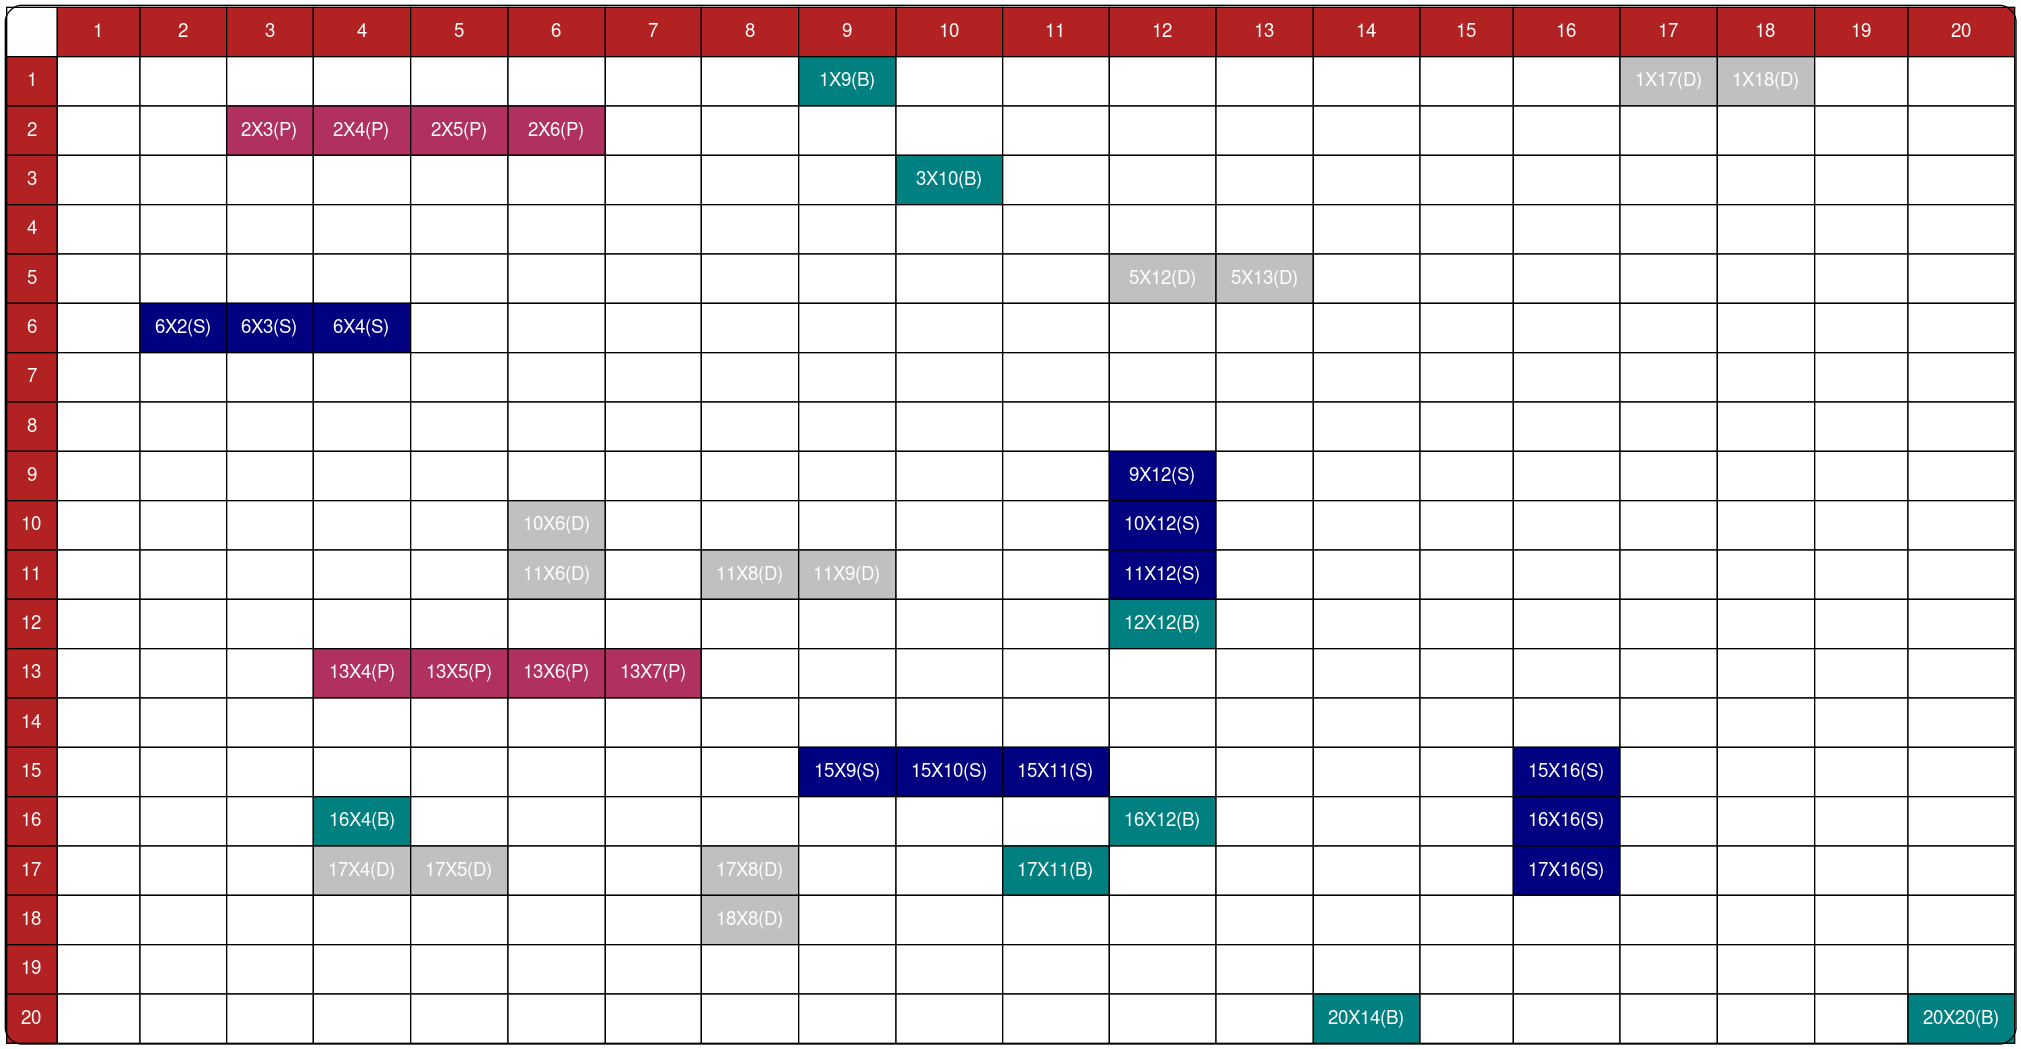 1 2 3 4 5 6 7 8 9 10 11 12 13 14 15 16 17 18 19 20
1 1X9(B) 1X17(D) 1X18(D)
2 2X3(P) 2X4(P) 2X5(P) 2X6(P)
3 3X10(B)
4
5 5X12(D) 5X13(D)
6 6X2(S) 6X3(S) 6X4(S)
7
8
9 9X12(S)
10 10X6(D) 10X12(S)
11 11X6(D) 11X8(D) 11X9(D) 11X12(S)
12 12X12(B)
13 13X4(P) 13X5(P) 13X6(P) 13X7(P)
14
15 15X9(S) 15X10(S) 15X11(S) 15X16(S)
16 16X4(B) 16X12(B) 16X16(S)
17 17X4(D) 17X5(D) 17X8(D) 17X11(B) 17X16(S)
18 18X8(D)
19
20 20X14(B) 20X20(B)